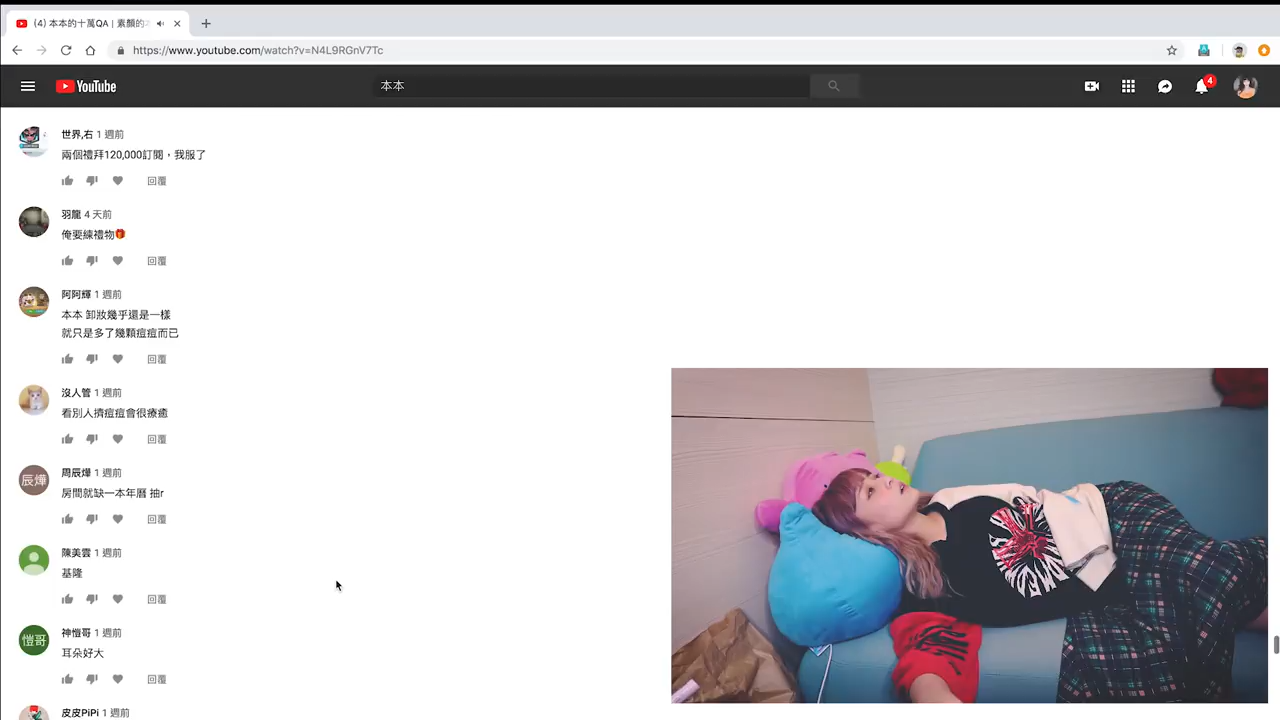 (4) 本本的十萬QA | 素顏的本
https://www.youtube.com/watch?v=N4L9RGnV7Tc
YouTube
本本
4
世界,右 1 週前
兩個禮拜120,000訂閱，我服了
回覆
羽龍 4 天前
俺要練禮物🎁
回覆
阿阿輝 1 週前
本本 卸妝幾乎還是一樣
就只是多了幾顆痘痘而已
回覆
沒人管 1 週前
看別人擠痘痘會很療癒
回覆
辰燁
周辰燁 1 週前
房間就缺一本年曆 抽r
回覆
陳美雲 1 週前
基隆
回覆
愷哥
神愷哥 1 週前
耳朵好大
回覆
皮皮PiPi 1 週前